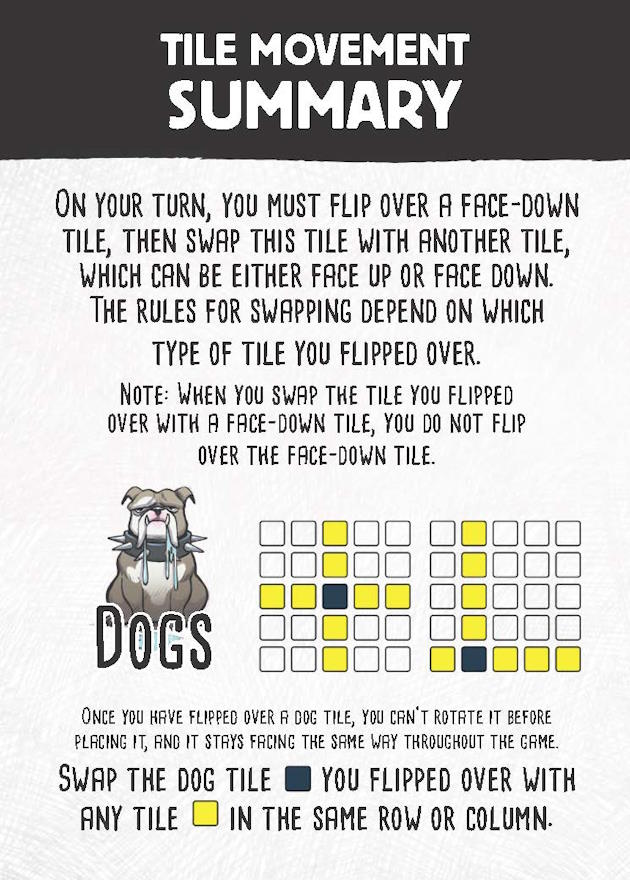 TILE MOVEMENT
SUMMARY
ON YOUR TURN, YOU MUST FLIP OVER A FACE-DOWN
TILE, THEN SWAP THIS TILE WITH ANOTHER TILE,
WHICH CAN BE EITHER FACE UP OR FACE DOWN.
THE RULES FOR SWAPPING DEPEND ON WHICH
TYPE OF TILE YOU FLIPPED OVER.
NOTE: WHEN YOU SWAP THE TILE YOU FLIPPED
OVER WITH A FACE-DOWN TILE, YOU DO NOT FLIP
OVER THE FACE-DOWN TILE.
DOGS
ONCE YOU HAVE FLIPPED OVER A DOG TILE, YOU CAN'T ROTATE IT BEFORE
PLACING IT, AND IT STAYS FACING THE SAME WAY THROUGHOUT THE GAME.
SWAP THE DOG TILE YOU FLIPPED OVER WITH
ANY TILE IN THE SAME ROW OR COLUMN.